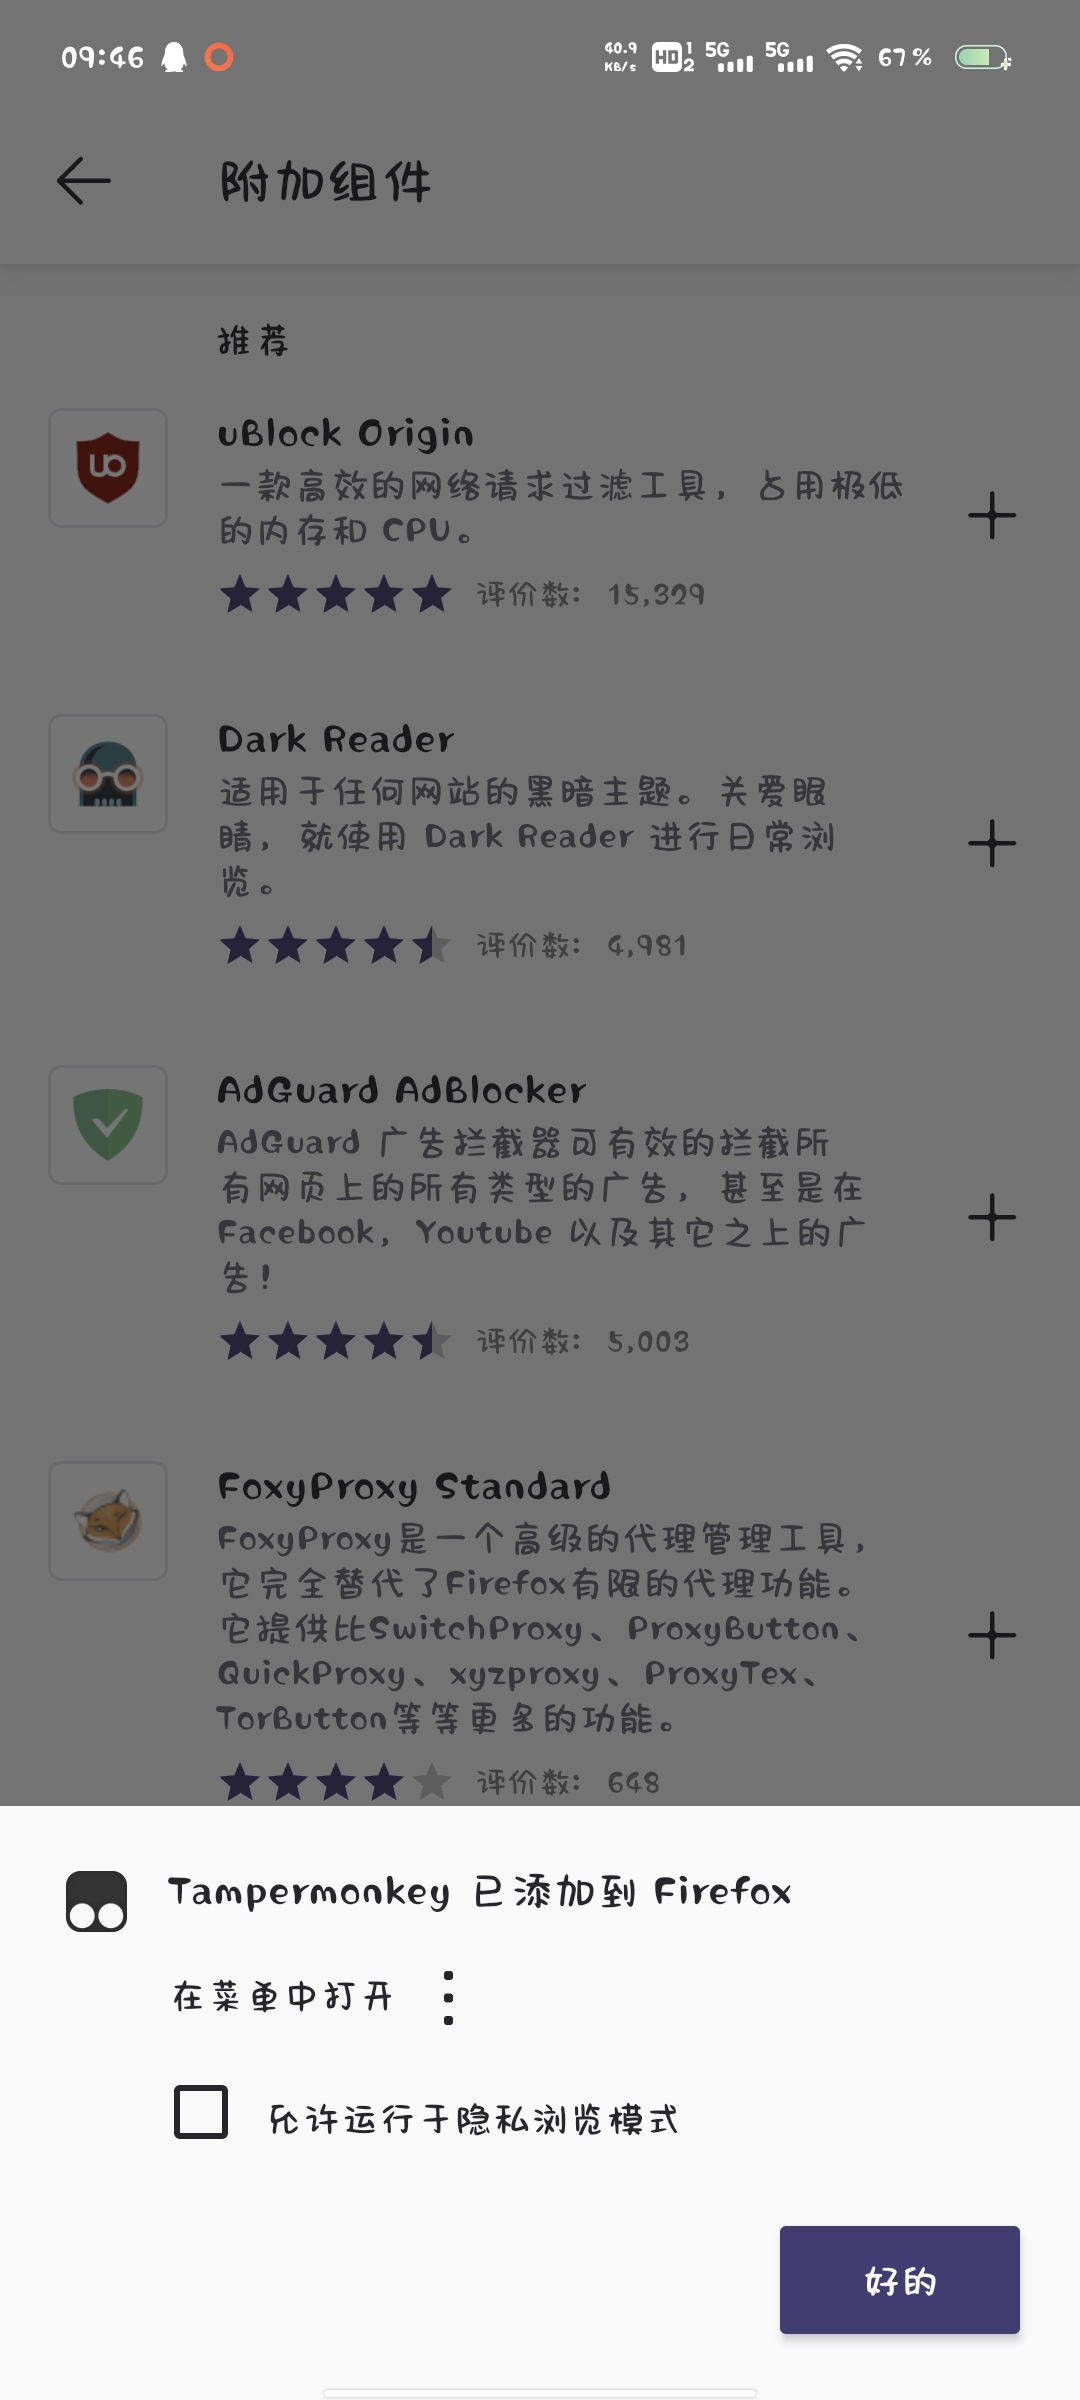 09:46
40.9 KB/s HD 1 2 5G 5G 67%
附加组件
推荐
uBlock Origin
一款高效的网络请求过滤工具，占用极低
的内存和 CPU。
评价数： 15,329
Dark Reader
适用于任何网站的黑暗主题。关爱眼
睛，就使用 Dark Reader 进行日常浏
览。
评价数： 4,981
AdGuard AdBlocker
AdGuard 广告拦截器可有效的拦截所
有网页上的所有类型的广告，甚至是在
Facebook，Youtube 以及其它之上的广
告！
评价数： 5,003
FoxyProxy Standard
FoxyProxy是一个高级的代理管理工具，
它完全替代了Firefox有限的代理功能。
它提供比SwitchProxy、ProxyButton、
QuickProxy、xyzproxy、ProxyTex、
TorButton等等更多的功能。
评价数： 648
Tampermonkey 已添加到 Firefox
在菜单中打开
允许运行于隐私浏览模式
好的